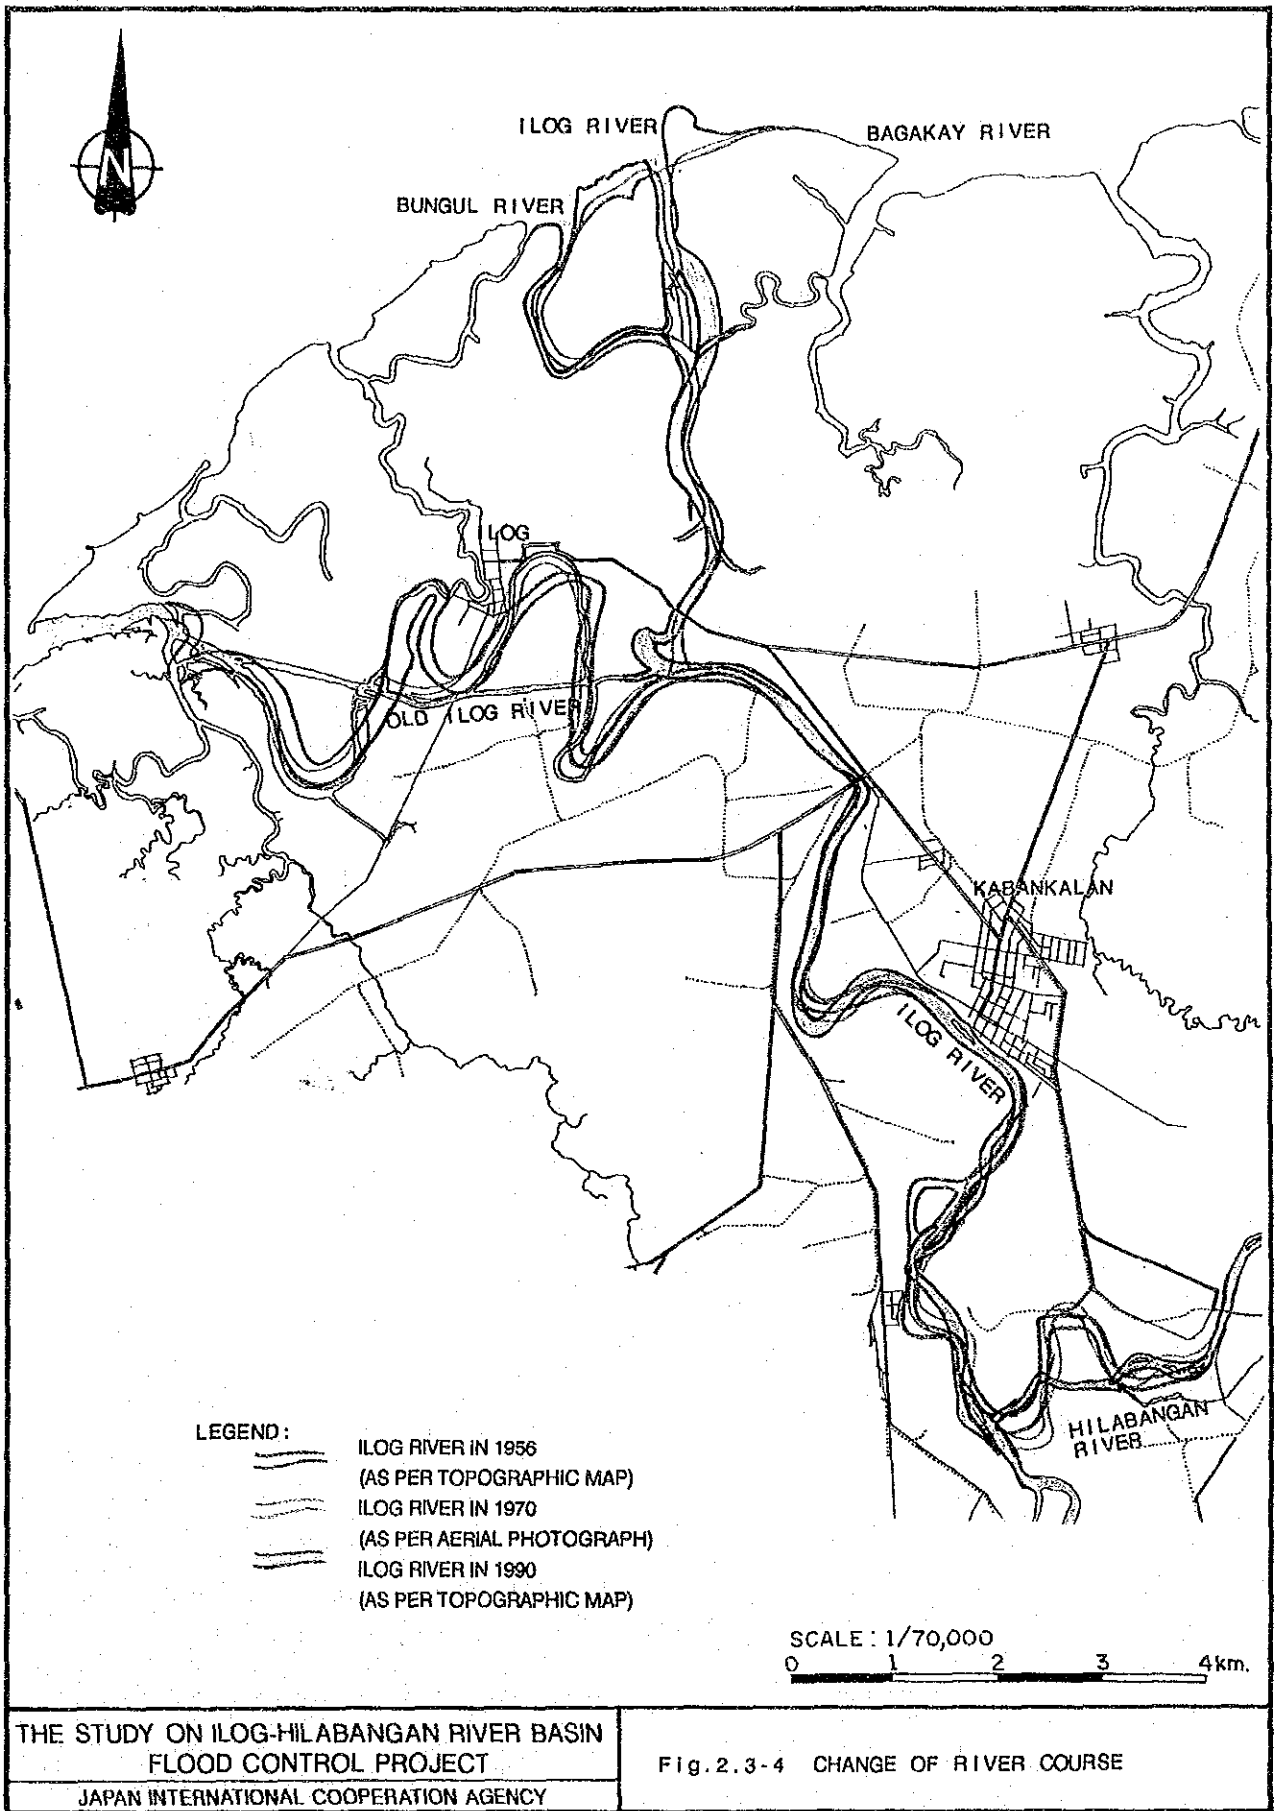 N
ILOG RIVER
BAGAKAY RIVER
BUNGUL RIVER
ILOG
OLD ILOG RIVER
KABANKALAN
ILOG RIVER
HILABANGAN
RIVER
LEGEND:
ILOG RIVER IN 1956
(AS PER TOPOGRAPHIC MAP)
ILOG RIVER IN 1970
(AS PER AERIAL PHOTOGRAPH)
ILOG RIVER IN 1990
(AS PER TOPOGRAPHIC MAP)
SCALE: 1/70,000
0 1 2 3 4km.
THE STUDY ON ILOG-HILABANGAN RIVER BASIN
FLOOD CONTROL PROJECT
JAPAN INTERNATIONAL COOPERATION AGENCY
Fig.2.3-4 CHANGE OF RIVER COURSE